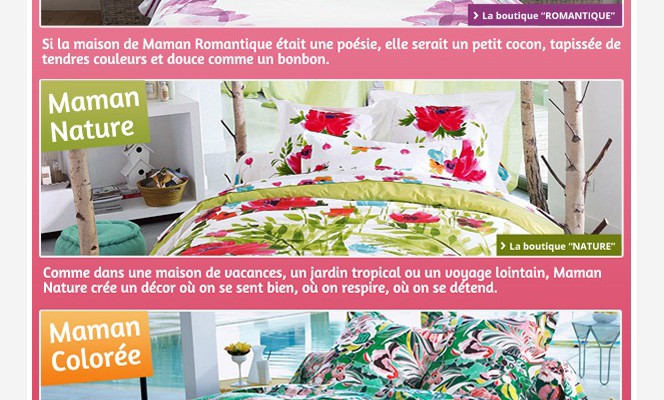 La boutique “ROMANTIQUE”
Si la maison de Maman Romantique était une poésie, elle serait un petit cocon, tapissée de
tendres couleurs et douce comme un bonbon.
Maman
Nature
La boutique “NATURE”
Comme dans une maison de vacances, un jardin tropical ou un voyage lointain, Maman
Nature crée un décor où on se sent bien, où on respire, où on se détend.
Maman
Colorée